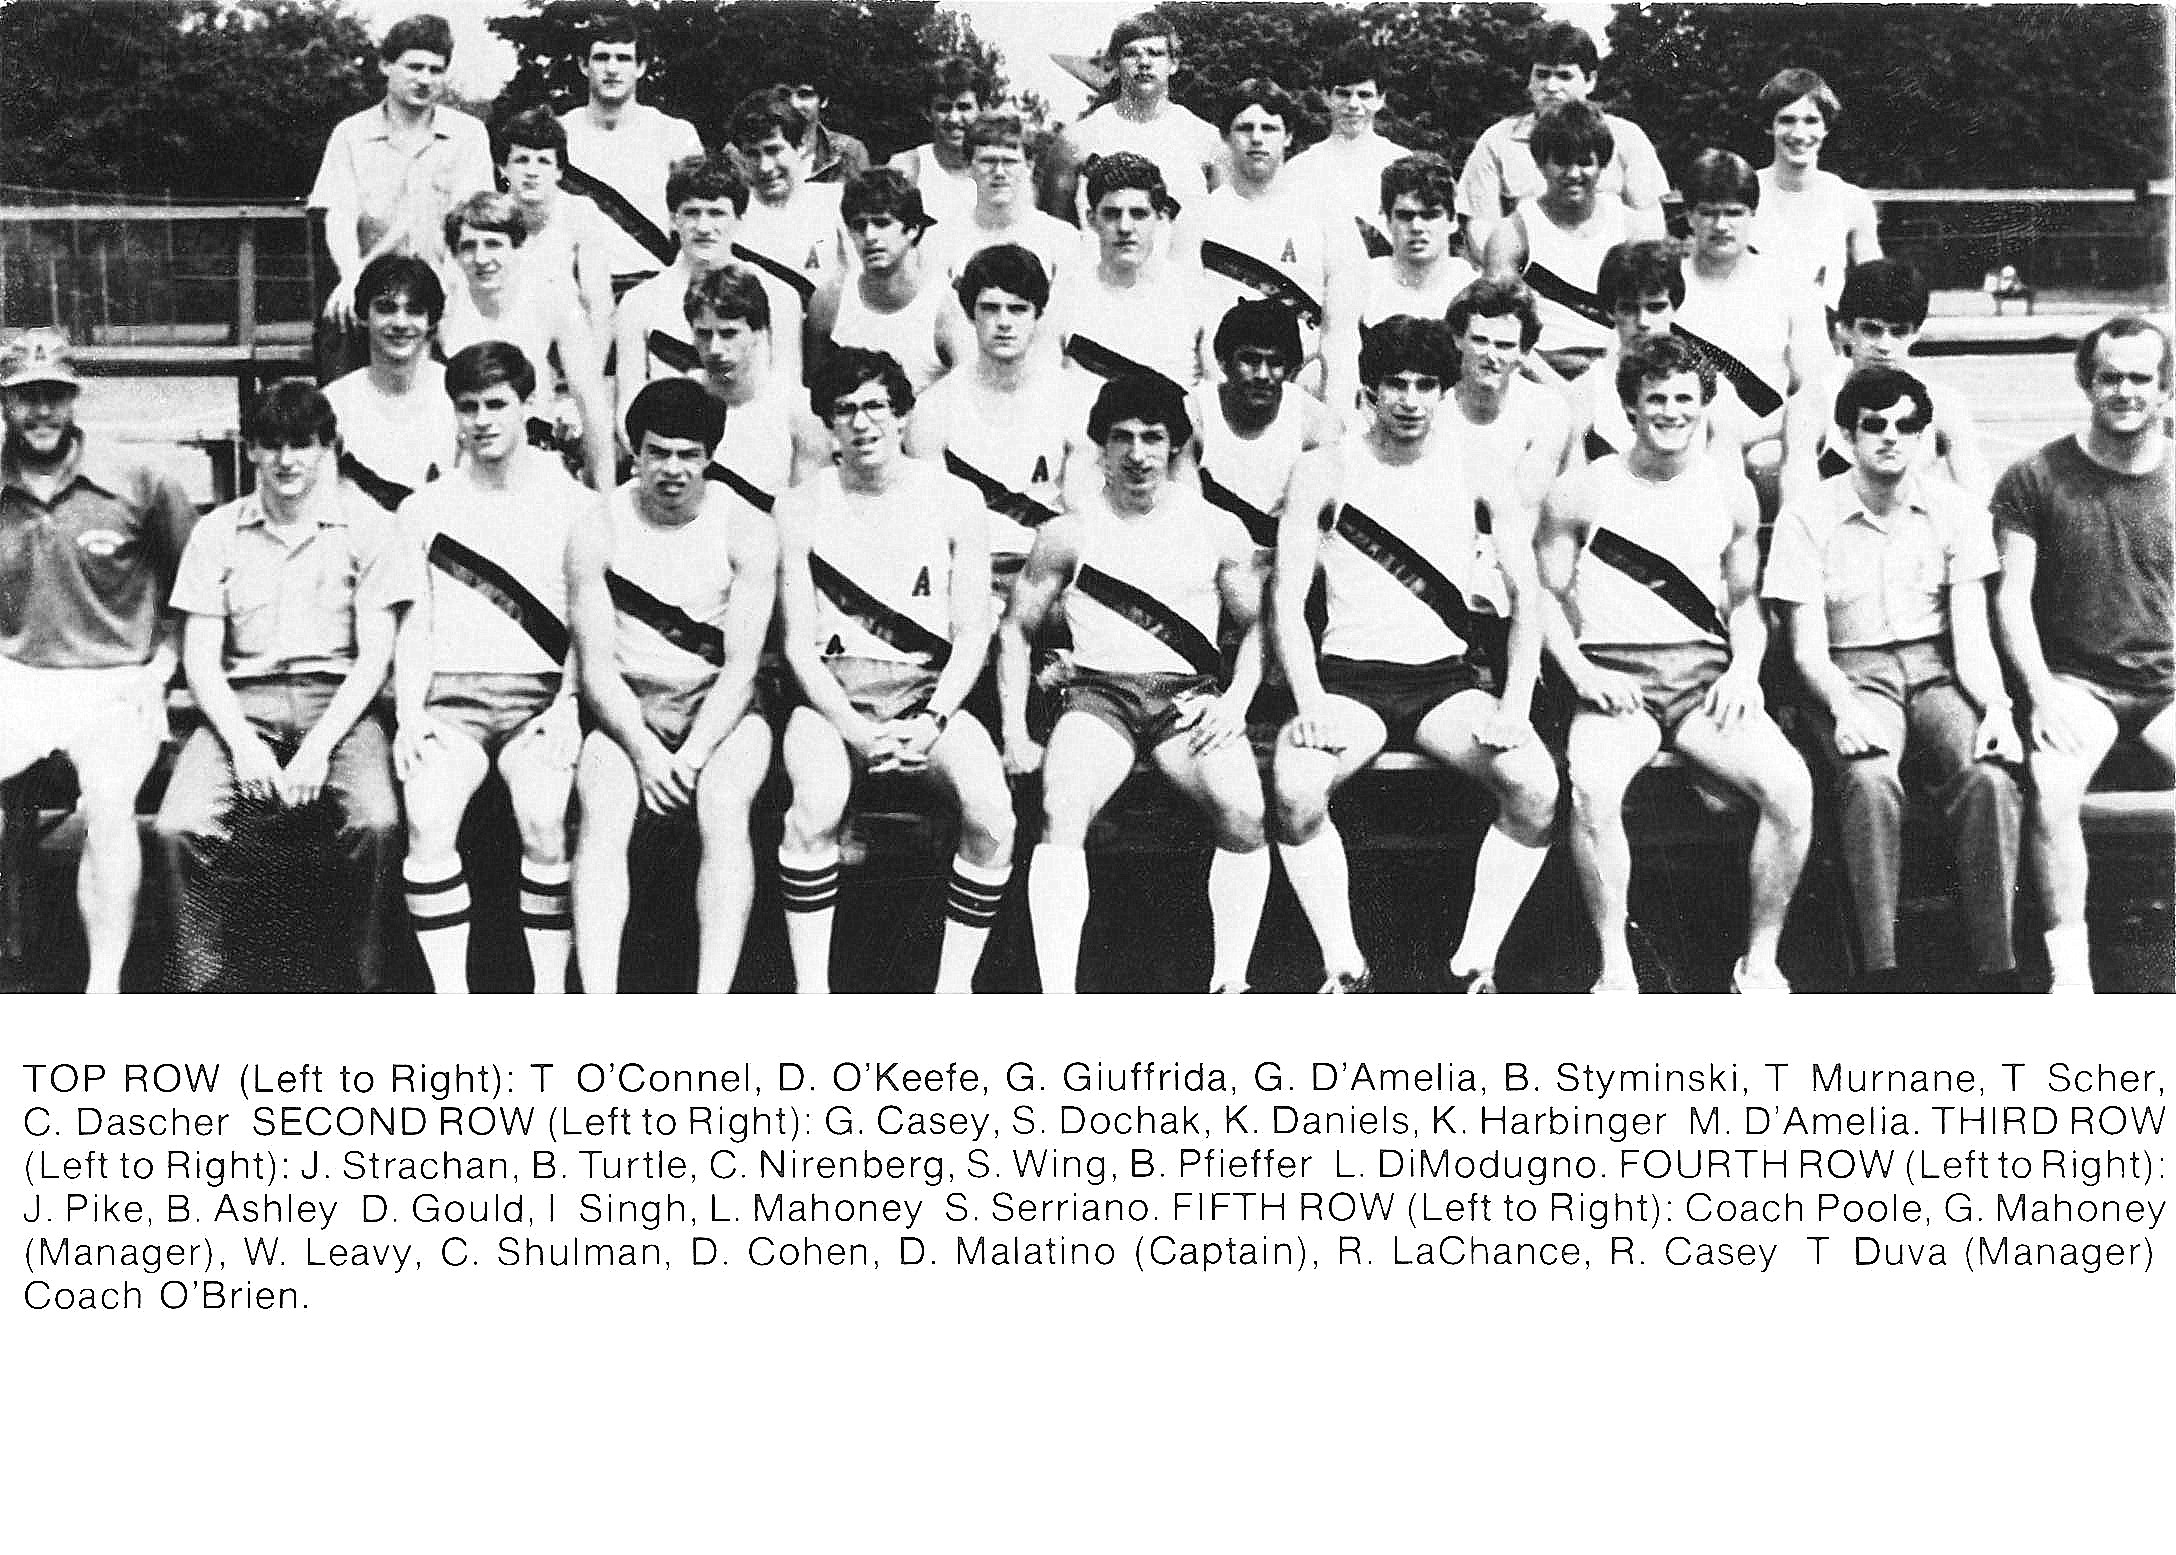 A
A
A
A
A
A
A
A
TOP ROW (Left to Right): T O'Connel, D. O'Keefe, G. Giuffrida, G. D'Amelia, B. Styminski, T Murnane, T Scher,
C. Dascher SECOND ROW (Left to Right): G. Casey, S. Dochak, K. Daniels, K. Harbinger M. D'Amelia. THIRD ROW
(Left to Right): J. Strachan, B. Turtle, C. Nirenberg, S. Wing, B. Pfieffer L. DiModugno. FOURTH ROW (Left to Right):
J. Pike, B. Ashley D. Gould, I Singh, L. Mahoney S. Serriano. FIFTH ROW (Left to Right): Coach Poole, G. Mahoney
(Manager), W. Leavy, C. Shulman, D. Cohen, D. Malatino (Captain), R. LaChance, R. Casey T Duva (Manager)
Coach O'Brien.